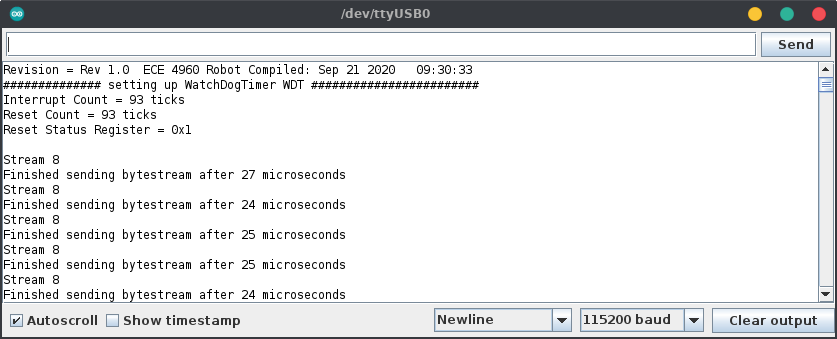 /dev/ttyUSB0
Send
Revision = Rev 1.0  ECE 4960 Robot Compiled: Sep 21 2020   09:30:33
############## setting up WatchDogTimer WDT ########################
Interrupt Count = 93 ticks
Reset Count = 93 ticks
Reset Status Register = 0x1
Stream 8
Finished sending bytestream after 27 microseconds
Stream 8
Finished sending bytestream after 24 microseconds
Stream 8
Finished sending bytestream after 25 microseconds
Stream 8
Finished sending bytestream after 25 microseconds
Stream 8
Finished sending bytestream after 24 microseconds
Autoscroll Show timestamp Newline 115200 baud Clear output